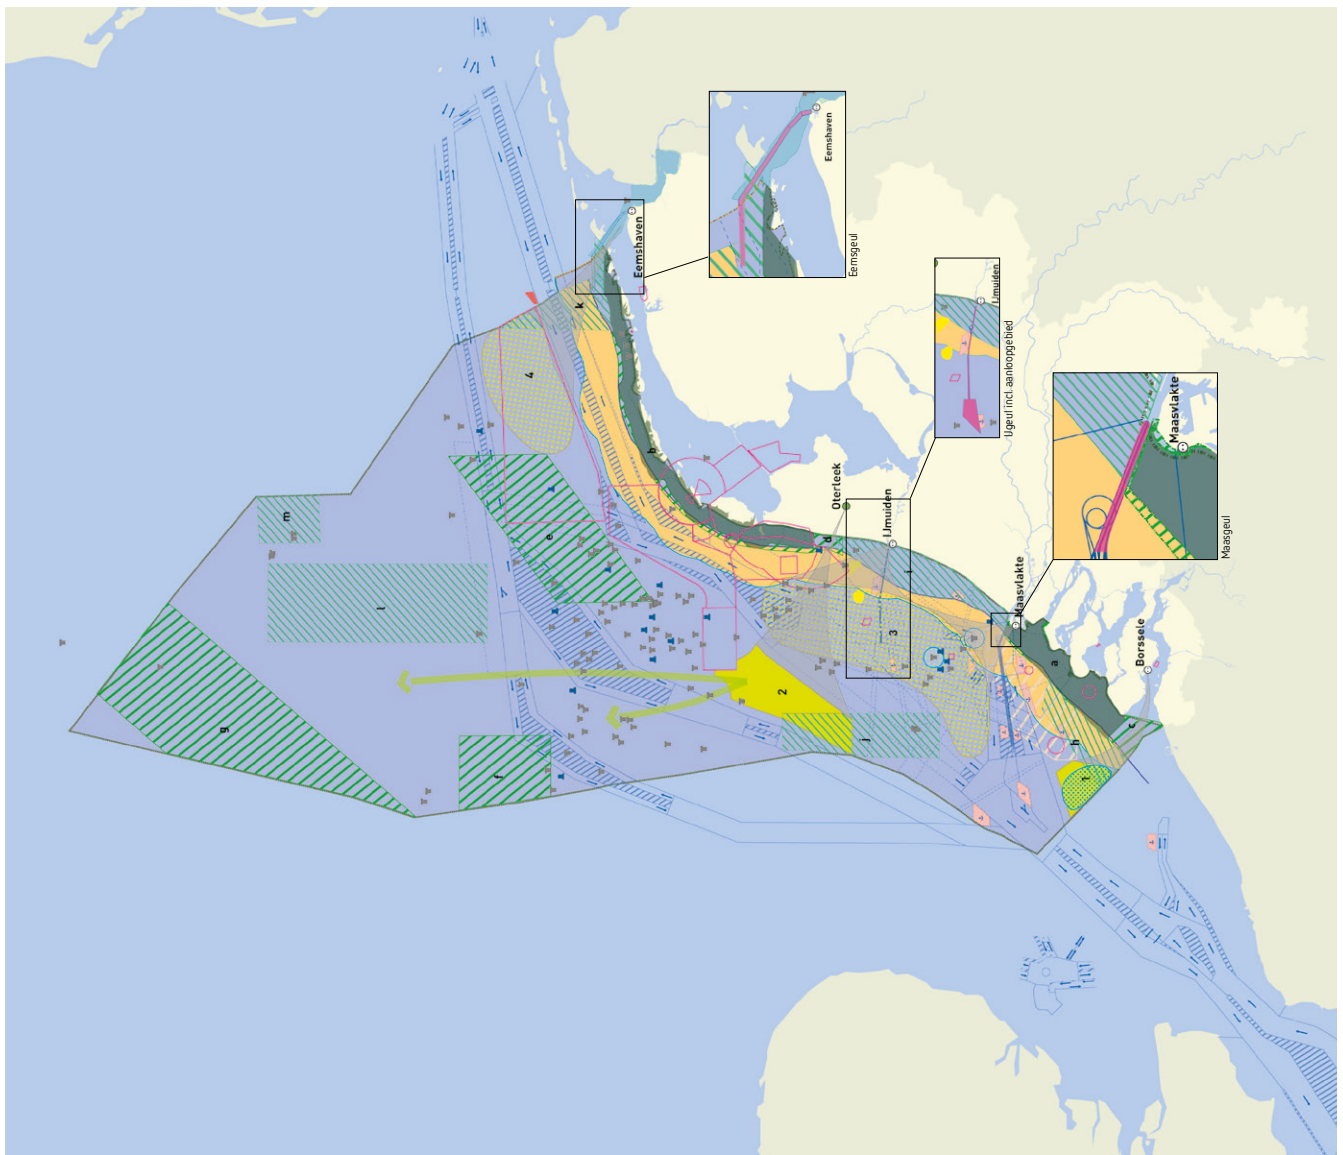 g
m
l
f
4
e
k
Eemshaven
b
2
d
Eemshaven
Oterleek
Eemsgeul
j
IJmuiden
3
i
IJmuiden
IJgeul incl. aanloopgebied
Maasvlakte
a
h
1
c
Borssele
Maasvlakte
Maasgeul